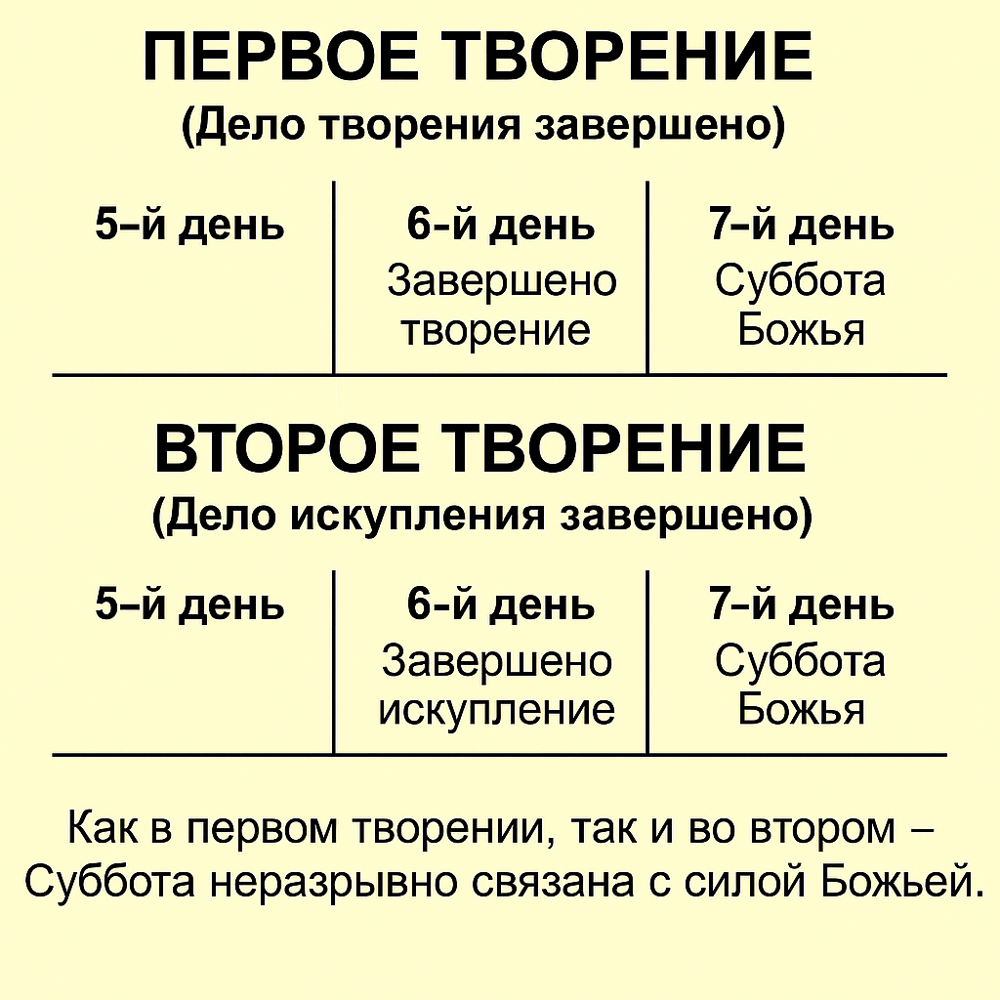 ПЕРВОЕ ТВОРЕНИЕ
(Дело творения завершено)
5–й день
6-й день
Завершено
творение
7–й день
Суббота
Божья
ВТОРОЕ ТВОРЕНИЕ
(Дело искупления завершено)
5–й день
6-й день
Завершено
искупление
7–й день
Суббота
Божья
Как в первом творении, так и во втором –
Суббота неразрывно связана с силой Божьей.